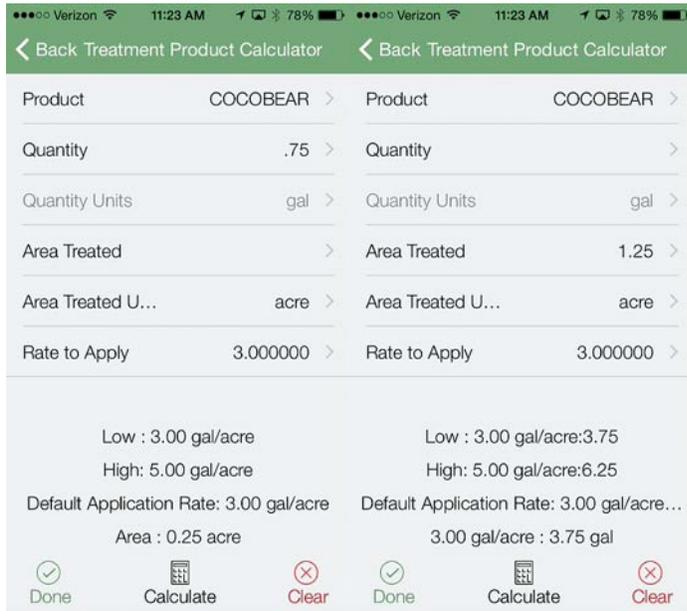 Verizon 11:23 AM 78%
Back Treatment Product Calculator
Product COCOBEAR
Quantity .75
Quantity Units gal
Area Treated
Area Treated U... acre
Rate to Apply 3.000000
Low : 3.00 gal/acre
High: 5.00 gal/acre
Default Application Rate: 3.00 gal/acre
Area : 0.25 acre
Done Calculate Clear
Verizon 11:23 AM 78%
Back Treatment Product Calculator
Product COCOBEAR
Quantity
Quantity Units gal
Area Treated 1.25
Area Treated U... acre
Rate to Apply 3.000000
Low : 3.00 gal/acre:3.75
High: 5.00 gal/acre:6.25
Default Application Rate: 3.00 gal/acre...
3.00 gal/acre : 3.75 gal
Done Calculate Clear